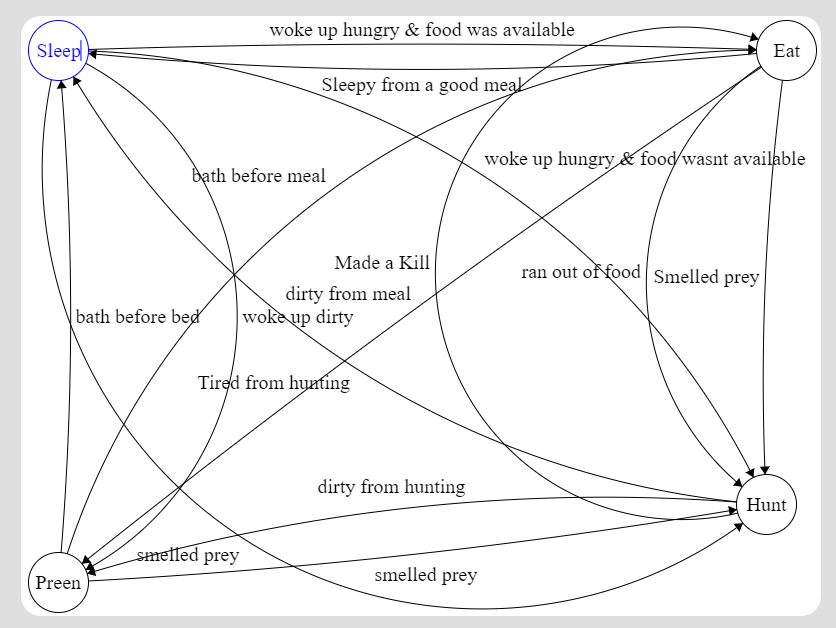 woke up hungry & food was available
Sleep
Eat
Sleepy from a good meal
woke up hungry & food wasnt available
bath before meal
Made a Kill
ran out of food
Smelled prey
dirty from meal
bath before bed
woke up dirty
Tired from hunting
dirty from hunting
Hunt
smelled prey
smelled prey
Preen